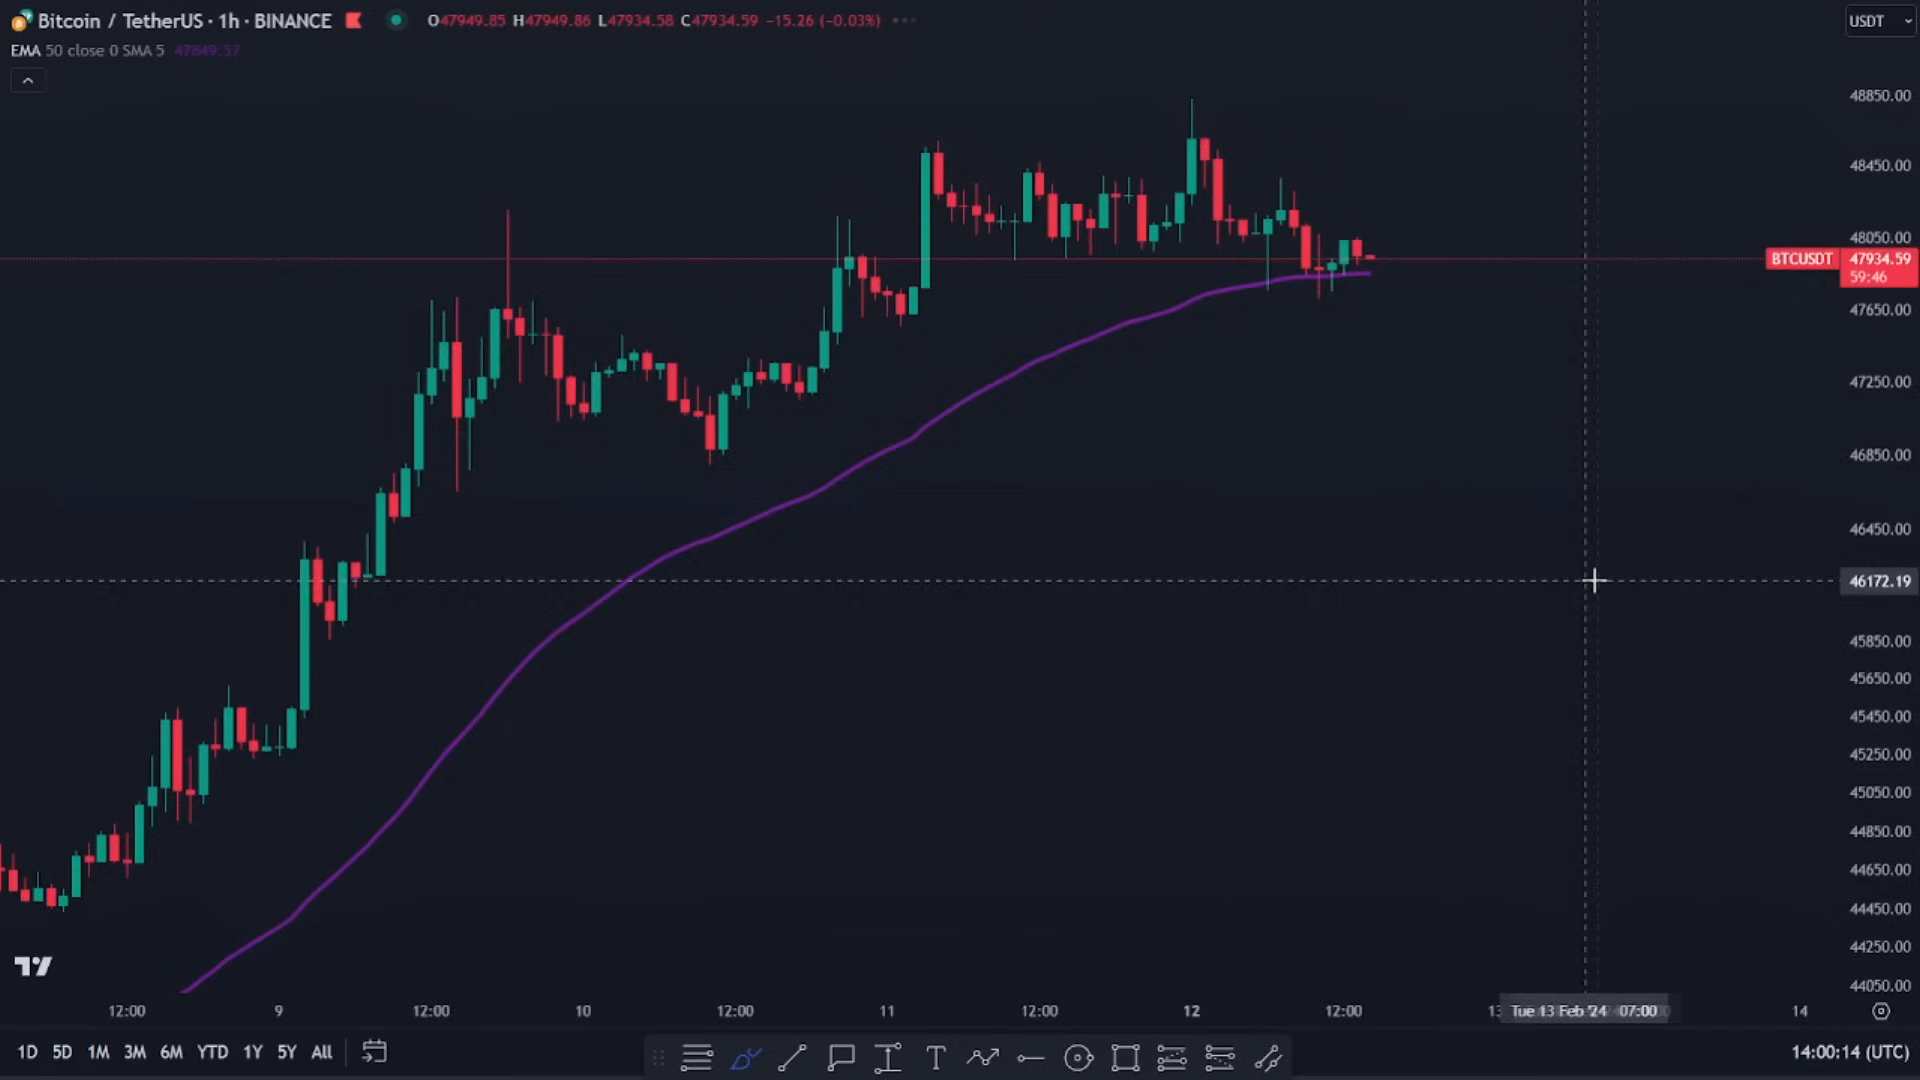 Bitcoin / TetherUS · 1h · BINANCE O47949.85 H47949.86 L47934.58 C47934.59 −15.26 (−0.03%)
USDT
EMA 50 close 0 SMA 5 47849.57
48850.00
48450.00
48050.00
BTCUSDT 47934.59
59:46
47650.00
47250.00
46850.00
46450.00
46172.19
45850.00
45650.00
45450.00
45250.00
45050.00
44850.00
44650.00
44450.00
44250.00
44050.00
12:00 9 12:00 10 12:00 11 12:00 12 12:00 13 Tue 13 Feb '24 07:00 14
1D 5D 1M 3M 6M YTD 1Y 5Y All
T
14:00:14 (UTC)